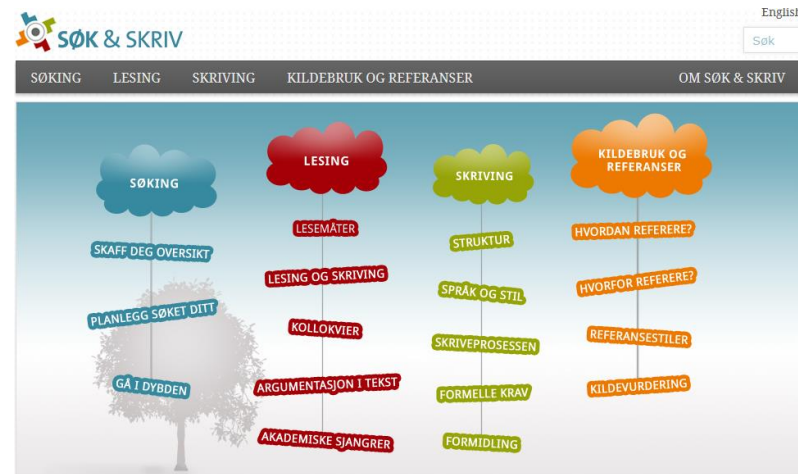 English
SØK & SKRIV
Søk
SØKING LESING SKRIVING KILDEBRUK OG REFERANSER OM SØK & SKRIV
SØKING
SKAFF DEG OVERSIKT
PLANLEGG SØKET DITT
GÅ I DYBDEN
LESING
LESEMÅTER
LESING OG SKRIVING
KOLLOKVIER
ARGUMENTASJON I TEKST
AKADEMISKE SJANGRER
SKRIVING
STRUKTUR
SPRÅK OG STIL
SKRIVEPROSESSEN
FORMELLE KRAV
FORMIDLING
KILDEBRUK OG
REFERANSER
HVORDAN REFERERE?
HVORFOR REFERERE?
REFERANSESTILER
KILDEVURDERING